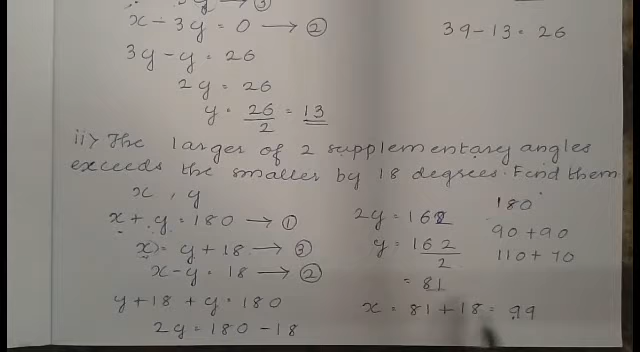 x - 3y = 0 → ②
3y - y = 26
2y = 26
y = 26/2 = 13
39 - 13 = 26
ii> The larger of 2 supplementary angles
exceeds the smaller by 18 degrees. Find them
x , y
x + y = 180 → ①
x = y + 18 → ③
x - y = 18 → ②
y + 18 + y = 180
2y = 180 - 18
2y = 162
y = 162/2
= 81
x = 81 + 18 = 99
180°
90 + 90
110 + 70